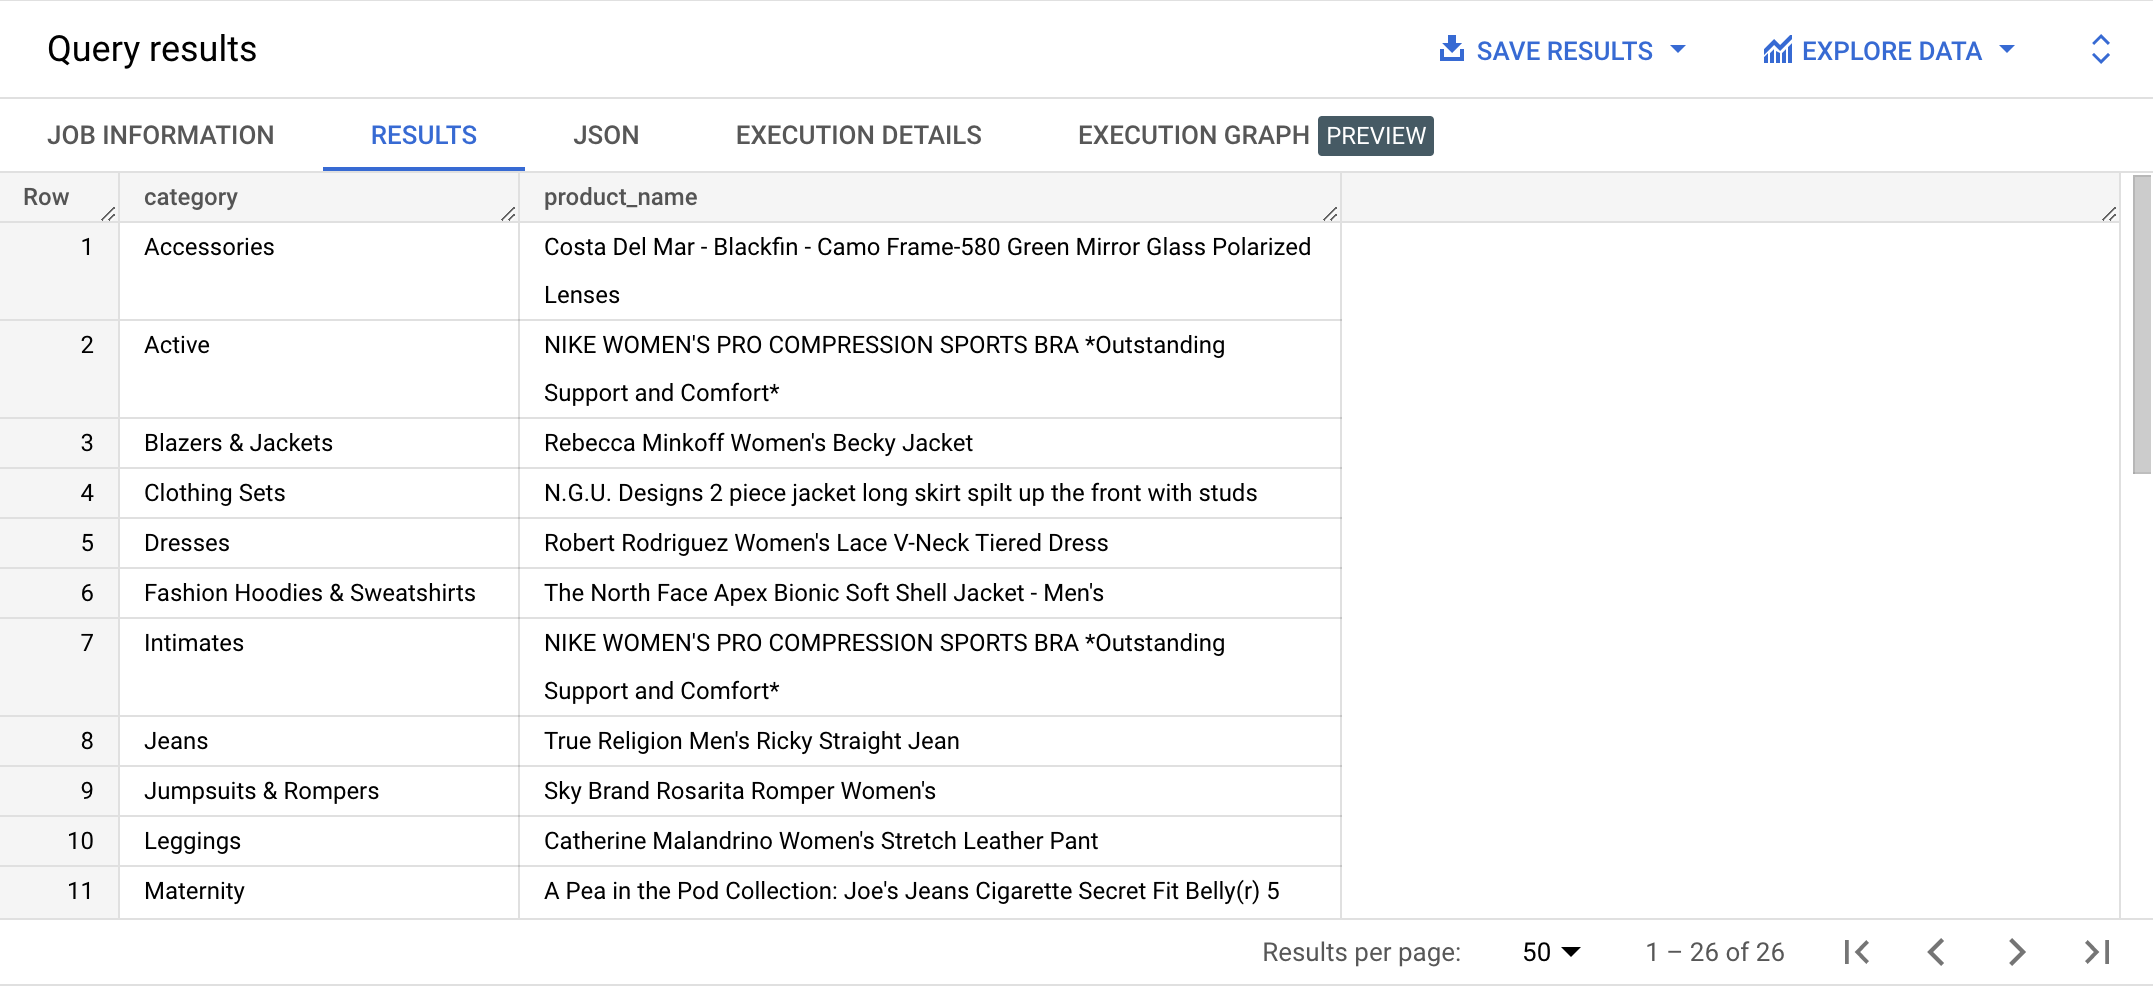 Query results
SAVE RESULTS
EXPLORE DATA
JOB INFORMATION
RESULTS
JSON
EXECUTION DETAILS
EXECUTION GRAPH
PREVIEW
Row category product_name
1 Accessories Costa Del Mar - Blackfin - Camo Frame-580 Green Mirror Glass Polarized
Lenses
2 Active NIKE WOMEN'S PRO COMPRESSION SPORTS BRA *Outstanding
Support and Comfort*
3 Blazers & Jackets Rebecca Minkoff Women's Becky Jacket
4 Clothing Sets N.G.U. Designs 2 piece jacket long skirt spilt up the front with studs
5 Dresses Robert Rodriguez Women's Lace V-Neck Tiered Dress
6 Fashion Hoodies & Sweatshirts The North Face Apex Bionic Soft Shell Jacket - Men's
7 Intimates NIKE WOMEN'S PRO COMPRESSION SPORTS BRA *Outstanding
Support and Comfort*
8 Jeans True Religion Men's Ricky Straight Jean
9 Jumpsuits & Rompers Sky Brand Rosarita Romper Women's
10 Leggings Catherine Malandrino Women's Stretch Leather Pant
11 Maternity A Pea in the Pod Collection: Joe's Jeans Cigarette Secret Fit Belly(r) 5
Results per page: 50 1 – 26 of 26